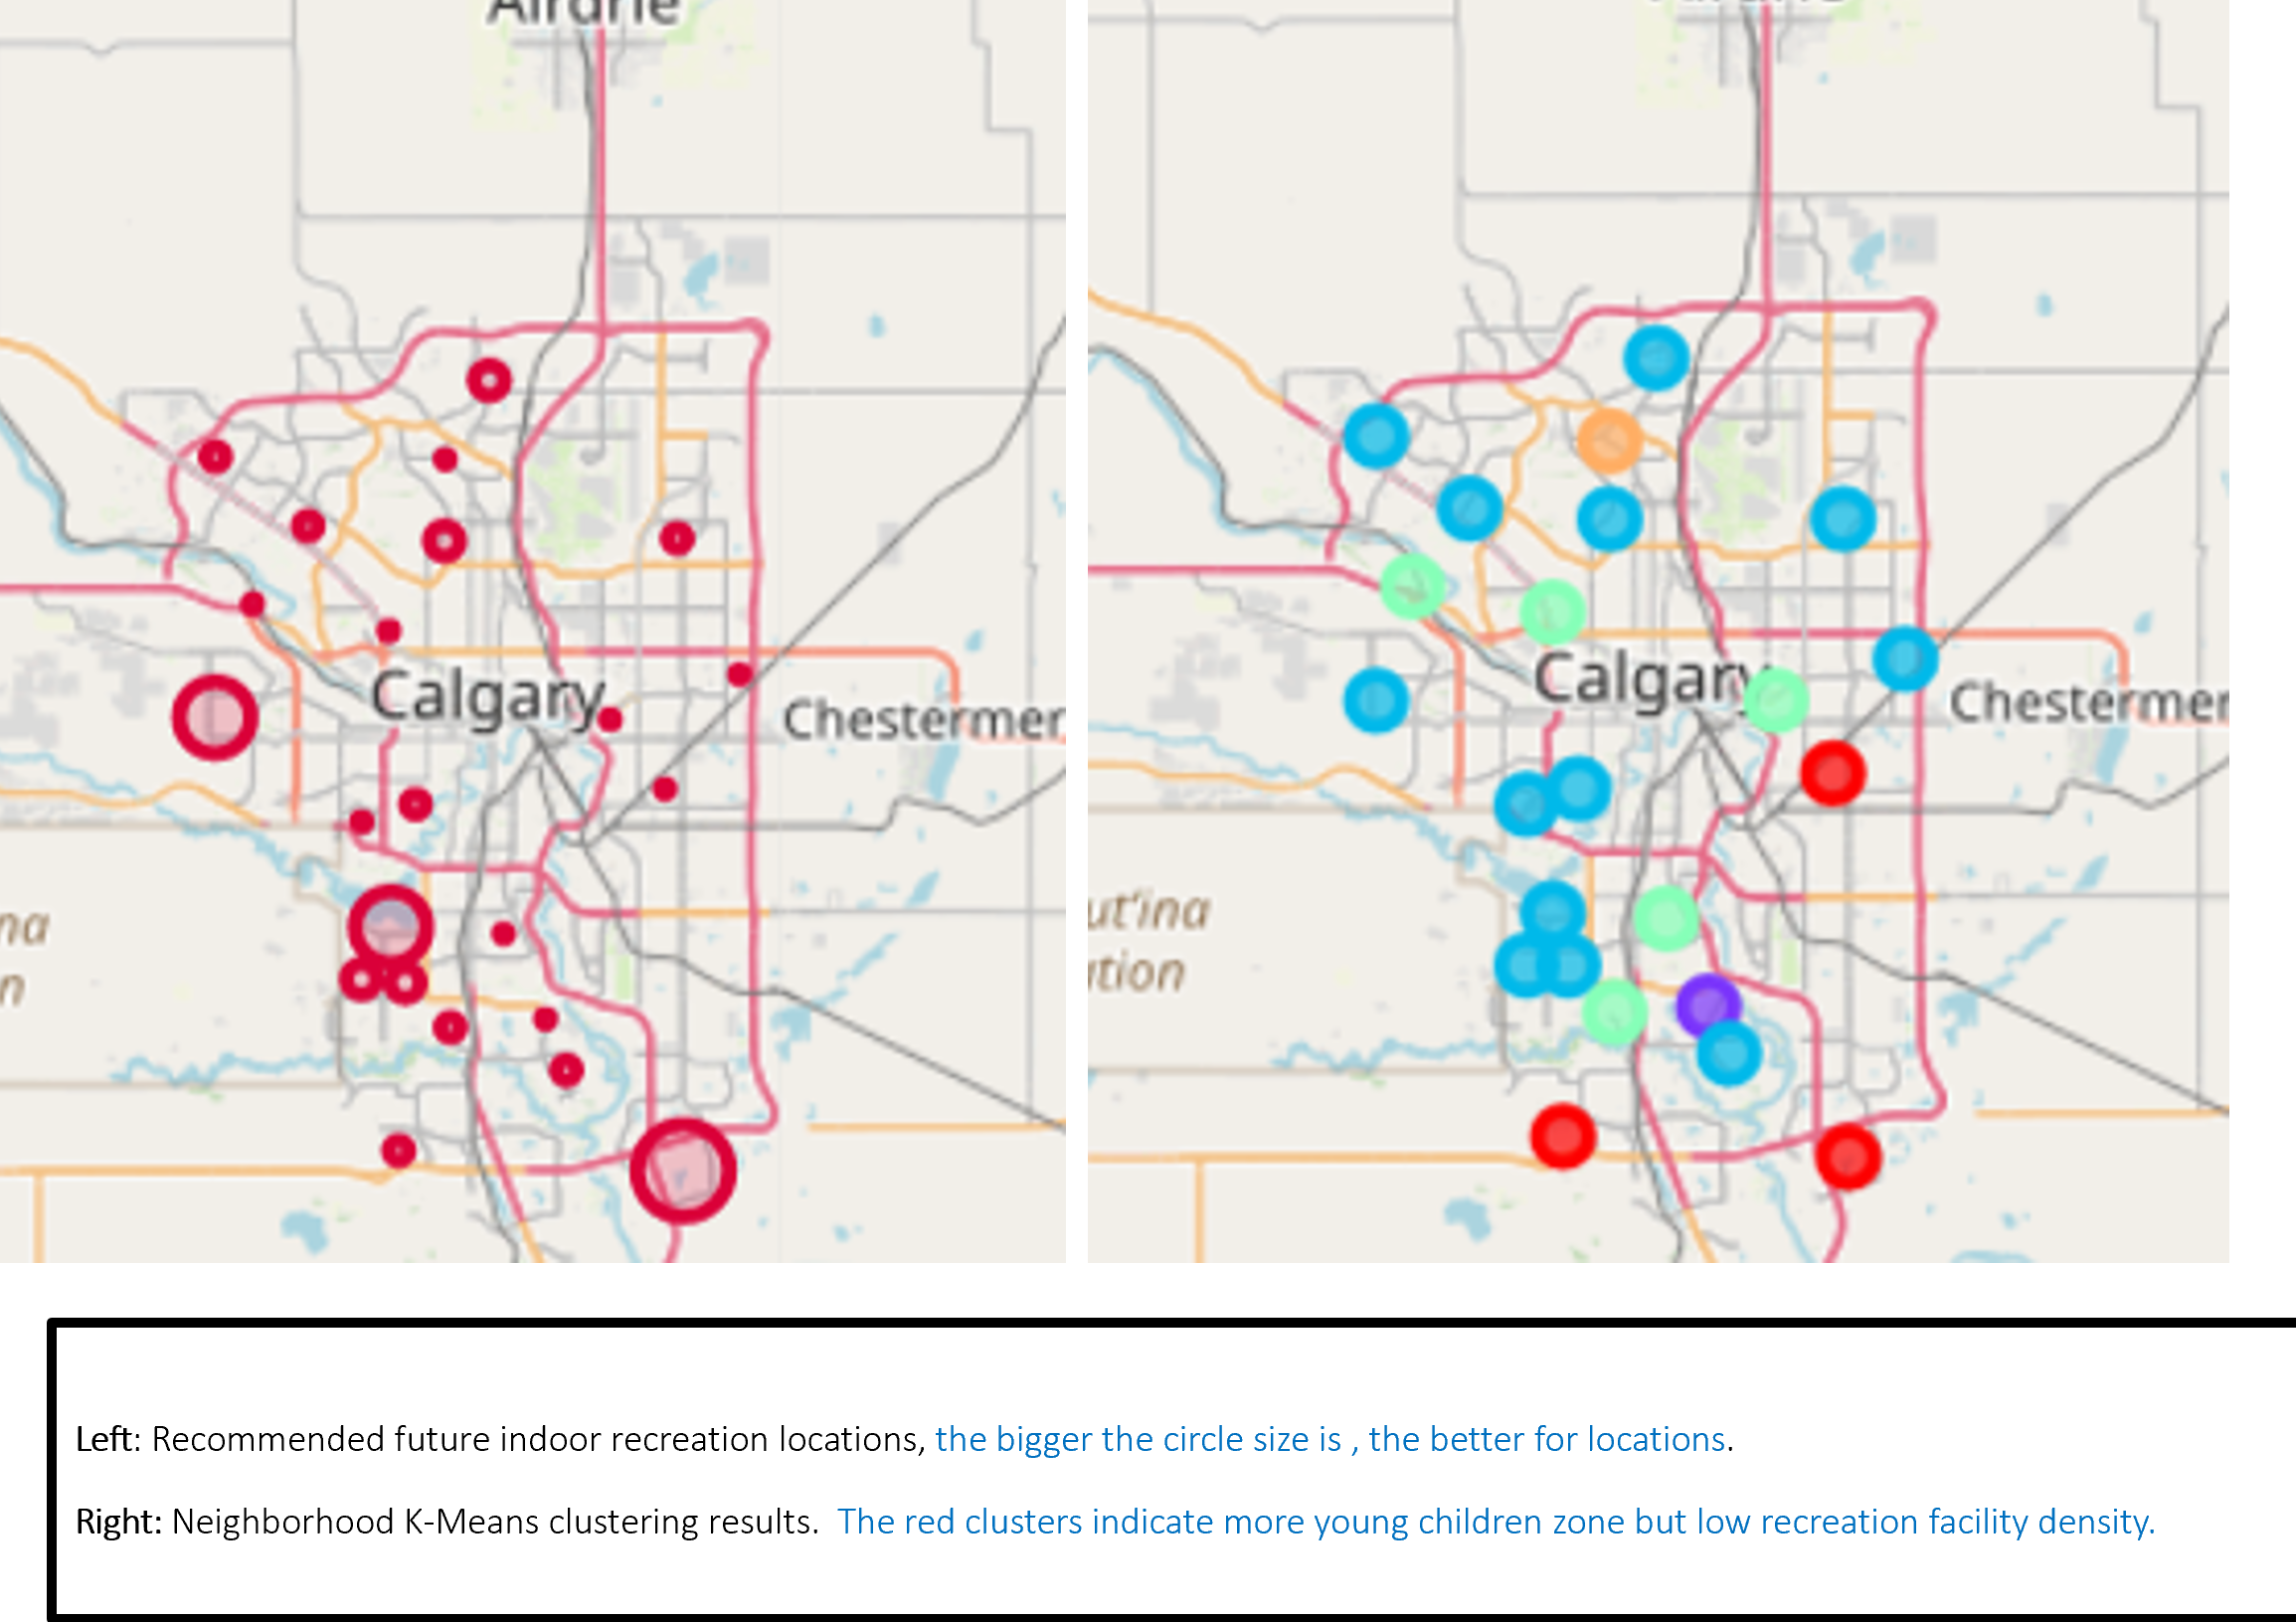 Airdrie
Calgary
Chestermer
na
n
Calgary
Chestermer
ut'ina
ation
Left: Recommended future indoor recreation locations, the bigger the circle size is , the better for locations.
Right: Neighborhood K-Means clustering results. The red clusters indicate more young children zone but low recreation facility density.